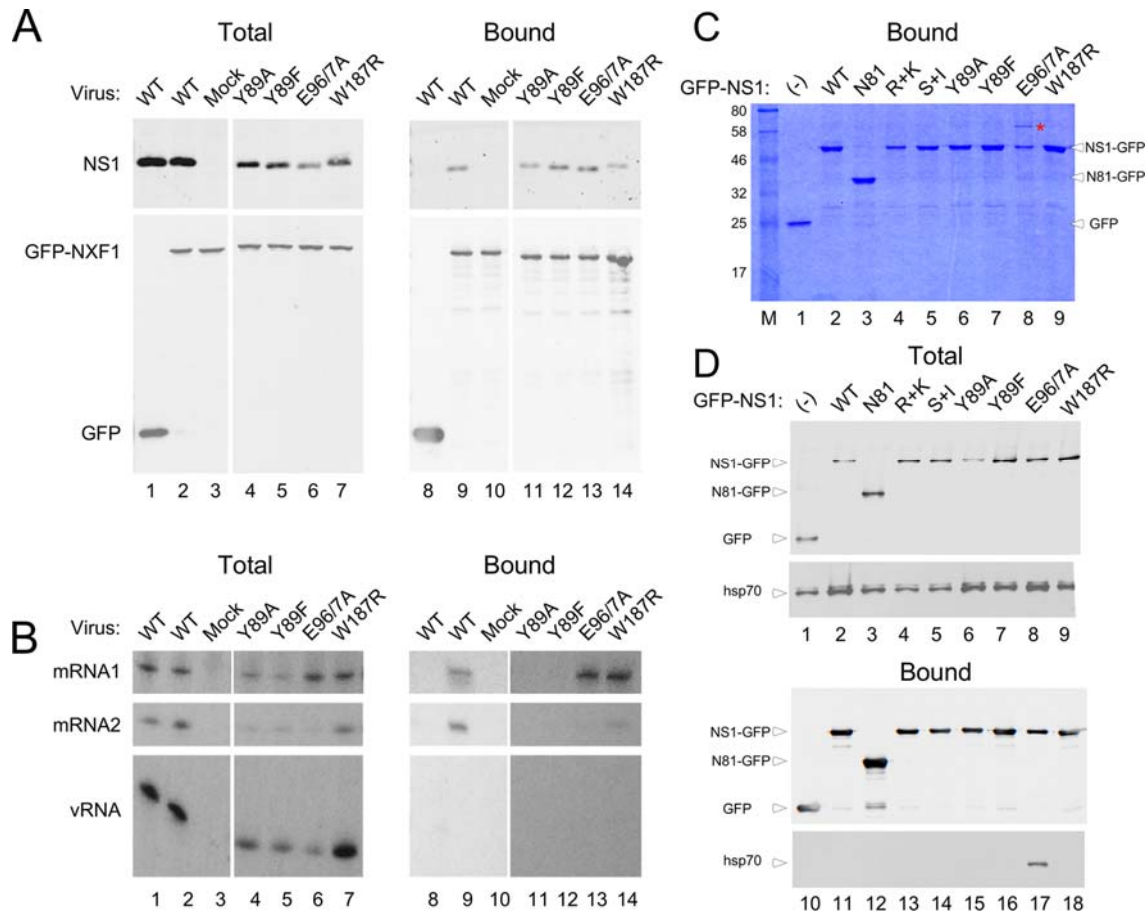 A
Total
Bound
Virus: WT WT Mock Y89A Y89F E96/7A W187R
WT WT Mock Y89A Y89F E96/7A W187R
NS1
GFP-NXF1
GFP
1 2 3 4 5 6 7
8 9 10 11 12 13 14
B
Total
Bound
Virus: WT WT Mock Y89A Y89F E96/7A W187R
WT WT Mock Y89A Y89F E96/7A W187R
mRNA1
mRNA2
vRNA
1 2 3 4 5 6 7
8 9 10 11 12 13 14
C
Bound
GFP-NS1: (-) WT N81 R+K S+I Y89A Y89F E96/7A W187R
80
58
46
32
25
17
*
NS1-GFP
N81-GFP
GFP
M 1 2 3 4 5 6 7 8 9
D
Total
GFP-NS1: (-) WT N81 R+K S+I Y89A Y89F E96/7A W187R
NS1-GFP
N81-GFP
GFP
hsp70
1 2 3 4 5 6 7 8 9
Bound
NS1-GFP
N81-GFP
GFP
hsp70
10 11 12 13 14 15 16 17 18